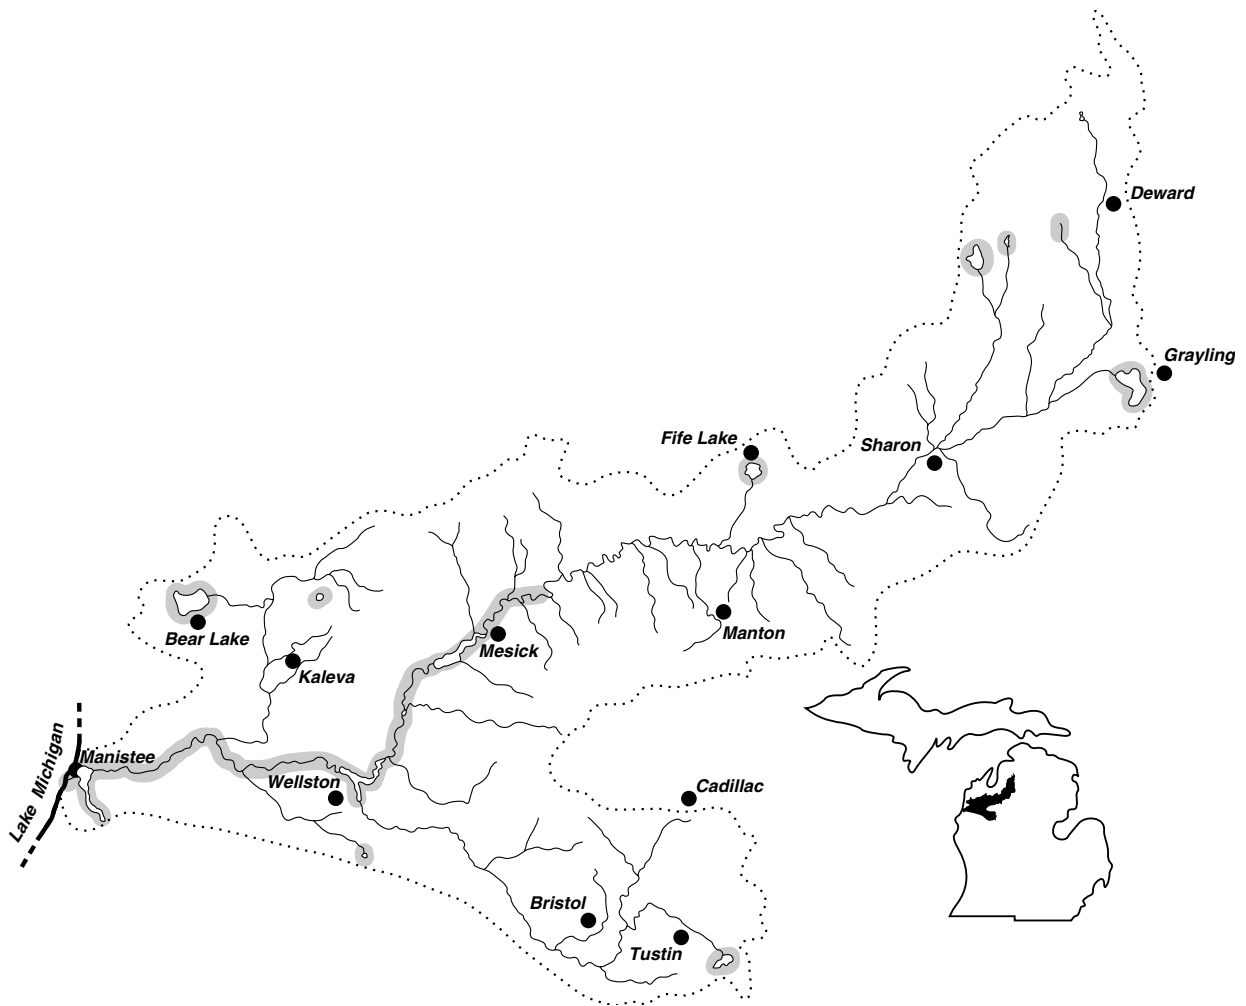 Deward
Grayling
Fife Lake
Sharon
Bear Lake
Manton
Mesick
Kaleva
Lake Michigan
Manistee
Wellston
Cadillac
Bristol
Tustin